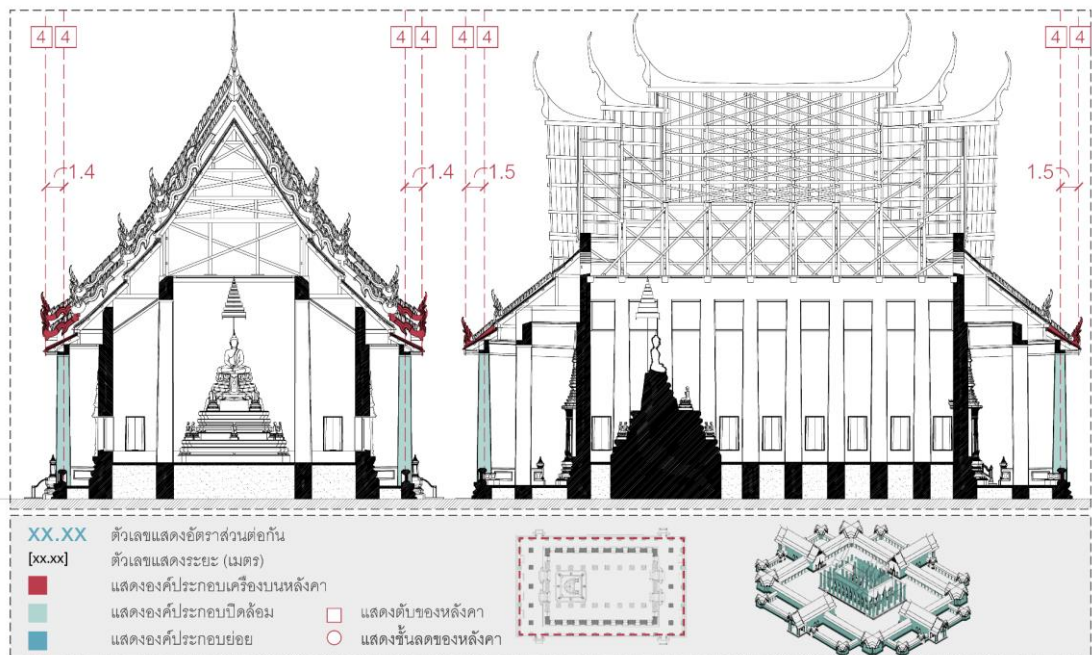 4 4 4 4 4 4 4 4
1.4 1.4 1.5 1.5
XX.XX ตัวเลขแสดงอัตราส่วนต่อกัน
[xx.xx] ตัวเลขแสดงระยะ (เมตร)
แสดงองค์ประกอบเครื่องบนหลังคา
แสดงองค์ประกอบปิดล้อม แสดงตับของหลังคา
แสดงองค์ประกอบย่อย แสดงชั้นลดของหลังคา